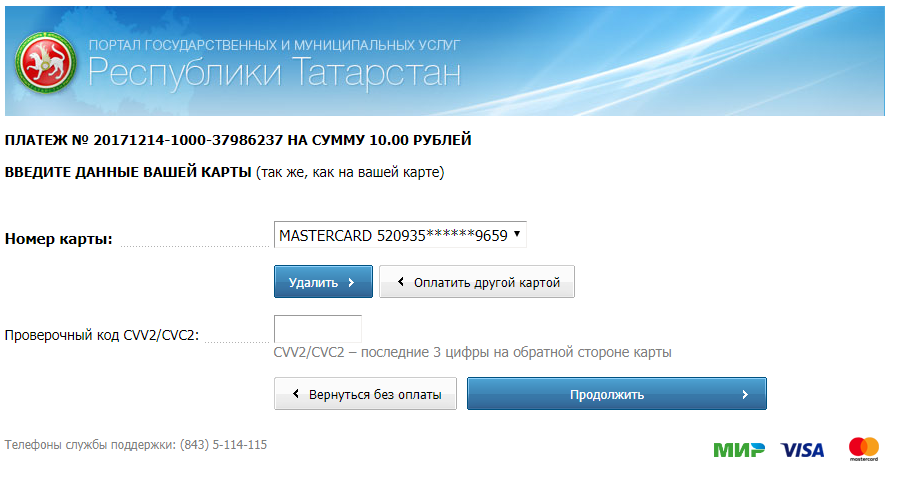 ПОРТАЛ ГОСУДАРСТВЕННЫХ И МУНИЦИПАЛЬНЫХ УСЛУГ
Республики Татарстан
ПЛАТЕЖ № 20171214-1000-37986237 НА СУММУ 10.00 РУБЛЕЙ
ВВЕДИТЕ ДАННЫЕ ВАШЕЙ КАРТЫ (так же, как на вашей карте)
Номер карты: MASTERCARD 520935******9659
Удалить Оплатить другой картой
Проверочный код CVV2/CVC2:
CVV2/CVC2 – последние 3 цифры на обратной стороне карты
Вернуться без оплаты Продолжить
Телефоны службы поддержки: (843) 5-114-115
МИР VISA mastercard